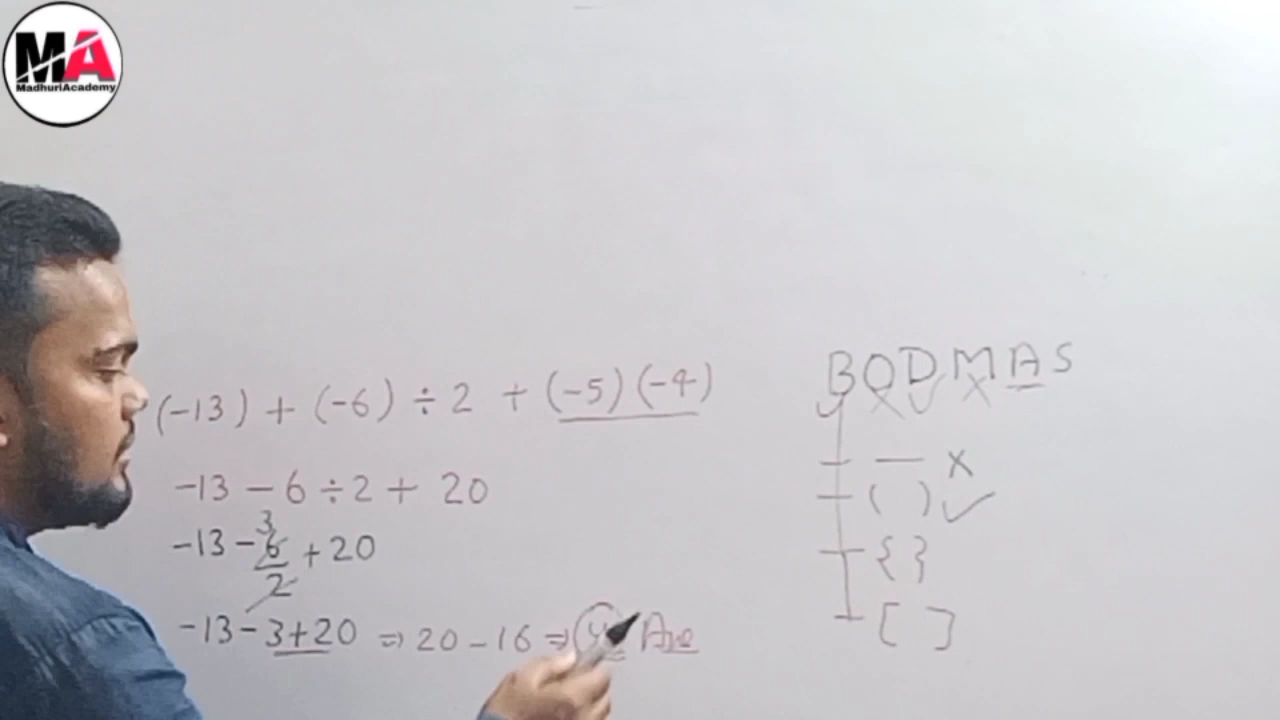 MA
MadhuriAcademy
(-13) + (-6) ÷ 2 + (-5)(-4)
-13 - 6 ÷ 2 + 20
3
-13 - 6/2 + 20
-13 - 3 + 20 ⇒ 20 - 16 ⇒ 4 Ans
BODMAS
— x
( ) ✓
{ }
[ ]